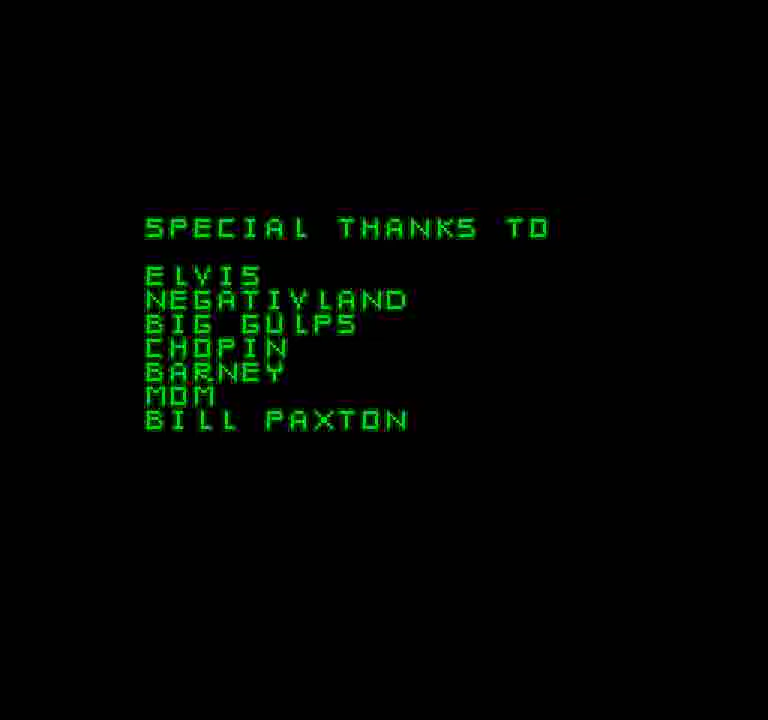 SPECIAL THANKS TO
ELVIS
NEGATIVLAND
BIG GULPS
CHOPIN
BARNEY
MOM
BILL PAXTON